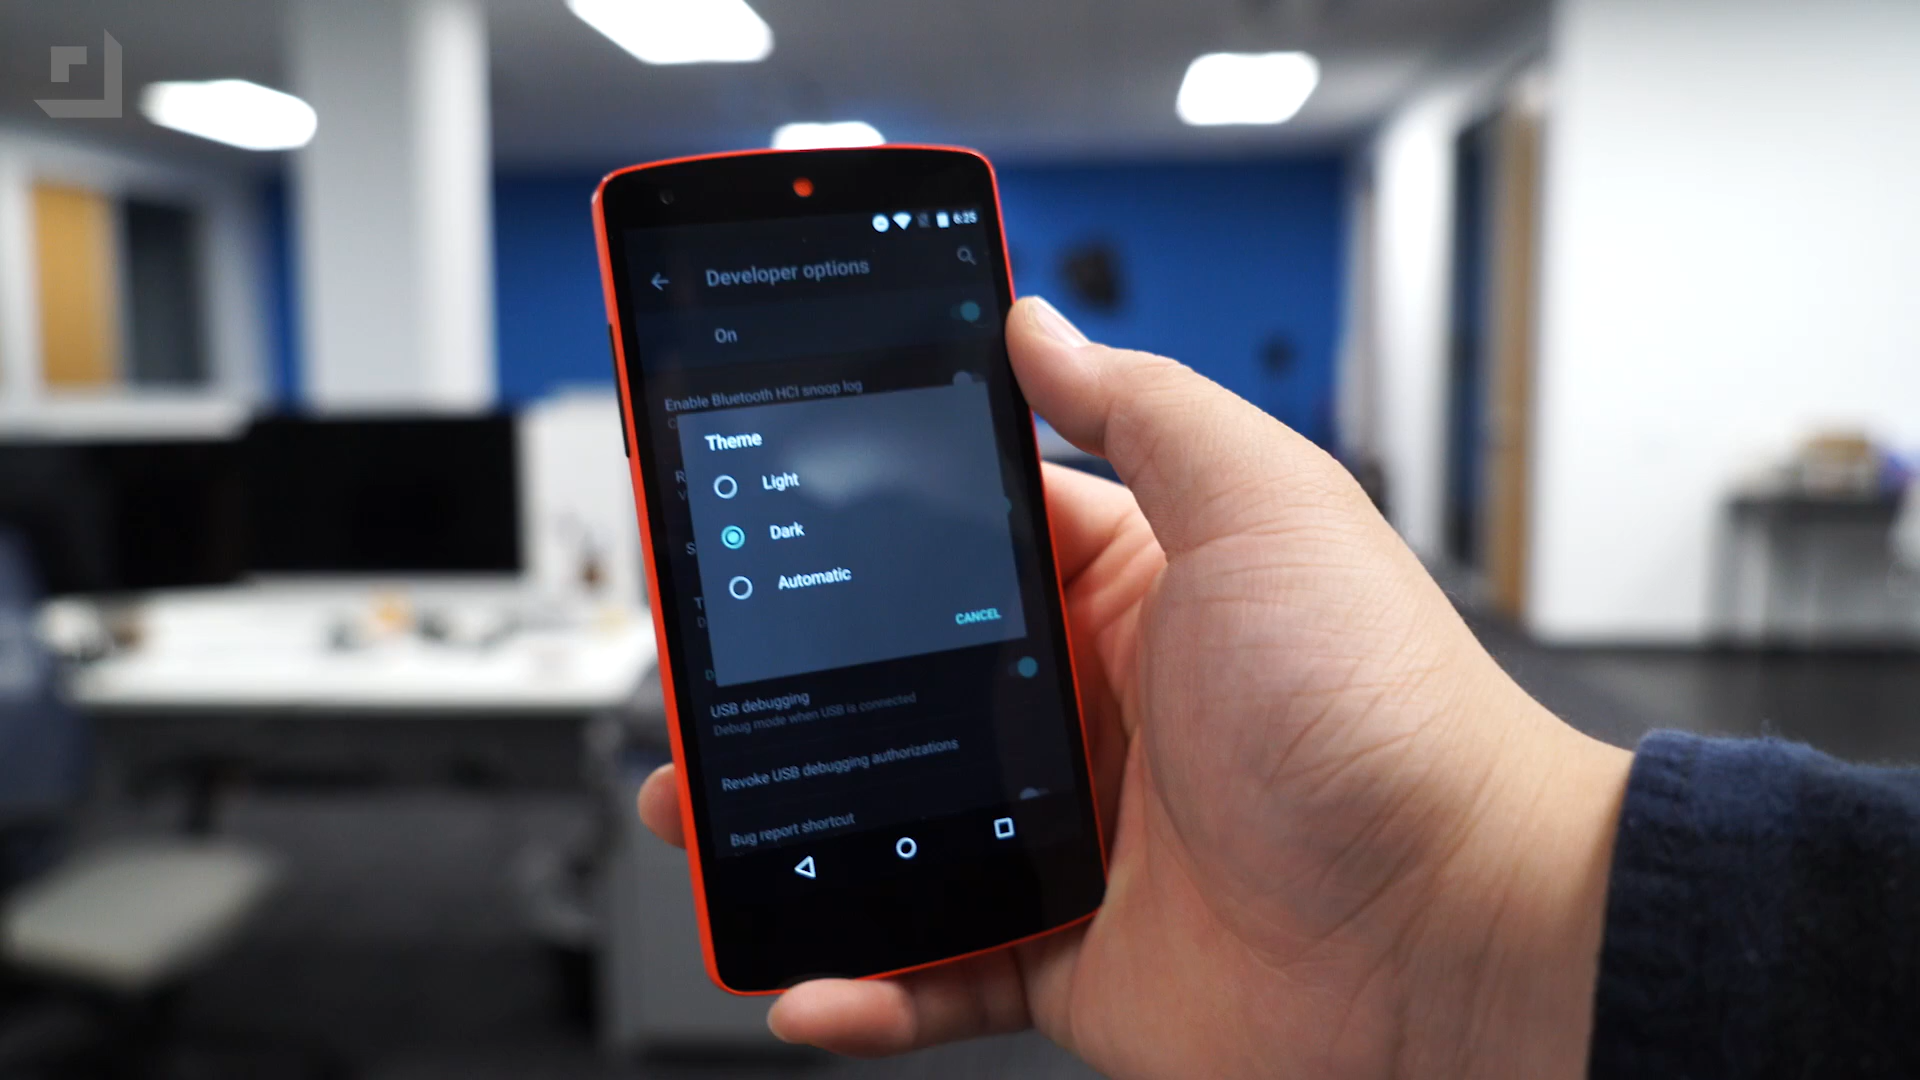 6:25
Developer options
On
Enable Bluetooth HCI snoop log
Theme
Light
Dark
Automatic
CANCEL
USB debugging
Debug mode when USB is connected
Revoke USB debugging authorizations
Bug report shortcut